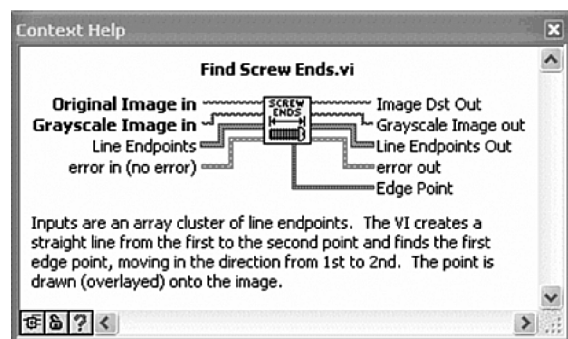 Context Help
Find Screw Ends.vi
Original Image in
Grayscale Image in
Line Endpoints
error in (no error)
SCREW
ENDS
Image Dst Out
Grayscale Image out
Line Endpoints Out
error out
Edge Point
Inputs are an array cluster of line endpoints. The VI creates a
straight line from the first to the second point and finds the first
edge point, moving in the direction from 1st to 2nd. The point is
drawn (overlayed) onto the image.
?